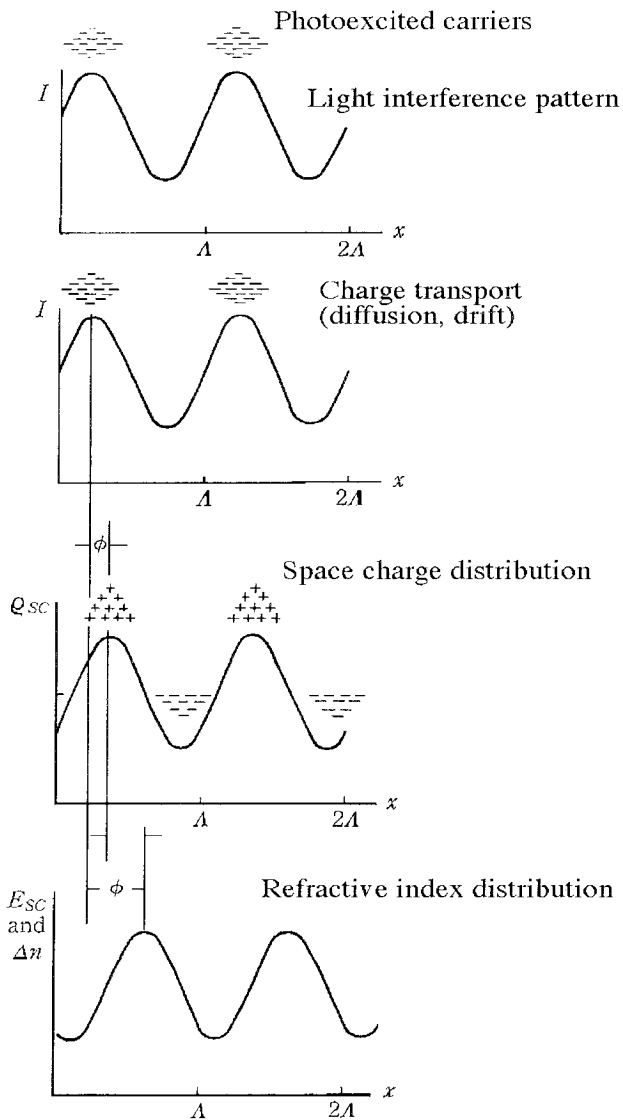 Photoexcited carriers
I
Light interference pattern
x
Λ 2Λ
Charge transport
(diffusion, drift)
I
x
Λ 2Λ
ϕ
Space charge distribution
ϱSC
x
Λ 2Λ
ϕ
Refractive index distribution
ESC
and
Δn
x
Λ 2Λ